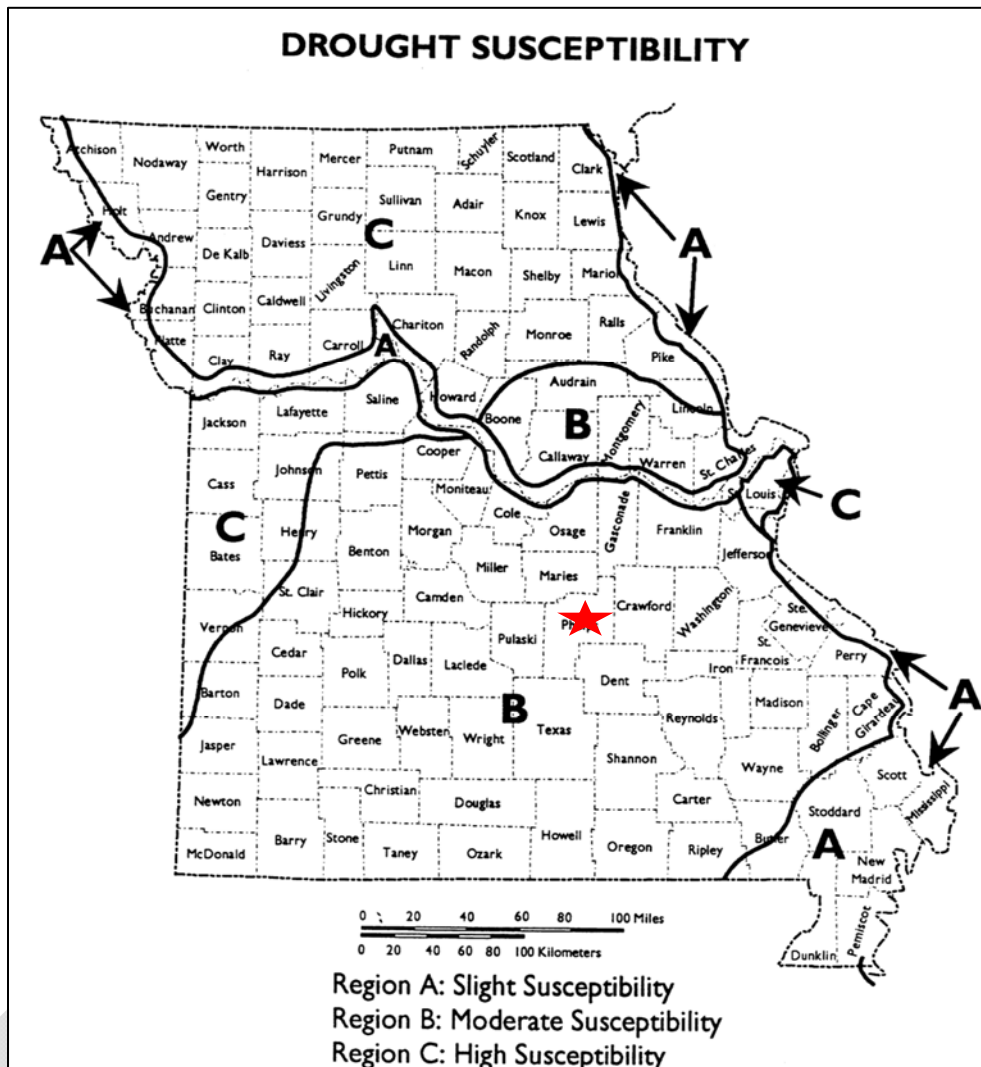 DROUGHT SUSCEPTIBILITY
Atchison
Nodaway
Worth
Gentry
Harrison
Mercer
Putnam
Schuyler
Scotland
Clark
Holt
Andrew
De Kalb
Daviess
Grundy
Sullivan
Adair
Knox
Lewis
A
C
A
Livingston
Linn
Macon
Shelby
Marion
Buchanan
Clinton
Caldwell
Chariton
Randolph
Monroe
Ralls
Platte
Clay
Ray
Carroll
A
Pike
Howard
Boone
Audrain
Lincoln
Jackson
Lafayette
Saline
B
Callaway
Montgomery
Warren
St. Charles
Cooper
Johnson
Pettis
Moniteau
Cass
Cole
Osage
Gasconade
Franklin
Louis
C
C
Henry
Morgan
Jefferson
Bates
Benton
Miller
Maries
St. Clair
Camden
Crawford
Washington
Ste.
Genevieve
Vernon
Hickory
Pulaski
St.
Francois
Perry
Cedar
Polk
Dallas
Laclede
Dent
Iron
A
Barton
Dade
B
Texas
Reynolds
Madison
Bollinger
Cape
Girardeau
Jasper
Greene
Webster
Wright
Shannon
Wayne
Scott
Mississippi
Lawrence
Christian
Douglas
Carter
Stoddard
Newton
Barry
Stone
Taney
Ozark
Howell
Oregon
Ripley
Butler
A
McDonald
New
Madrid
Pemiscot
Dunklin
0 20 40 60 80 100 Miles
0 20 40 60 80 100 Kilometers
Region A: Slight Susceptibility
Region B: Moderate Susceptibility
Region C: High Susceptibility